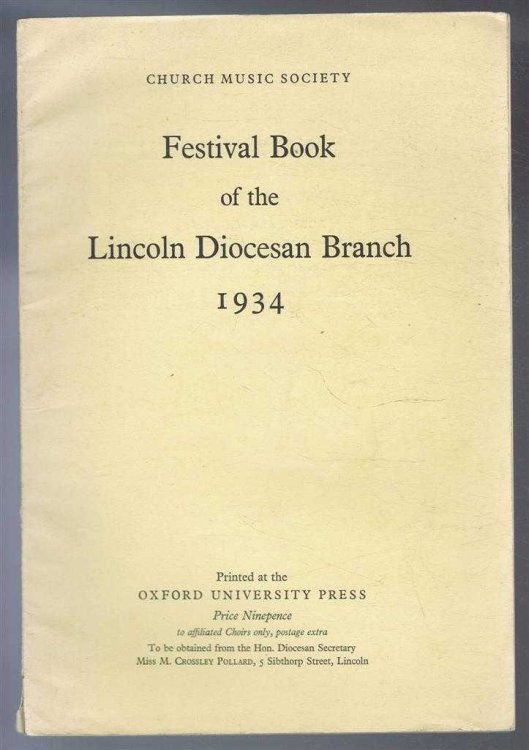 CHURCH MUSIC SOCIETY
Festival Book
of the
Lincoln Diocesan Branch
1934
Printed at the
OXFORD UNIVERSITY PRESS
Price Ninepence
to affiliated Choirs only, postage extra
To be obtained from the Hon. Diocesan Secretary
Miss M. CROSSLEY POLLARD, 5 Sibthorp Street, Lincoln